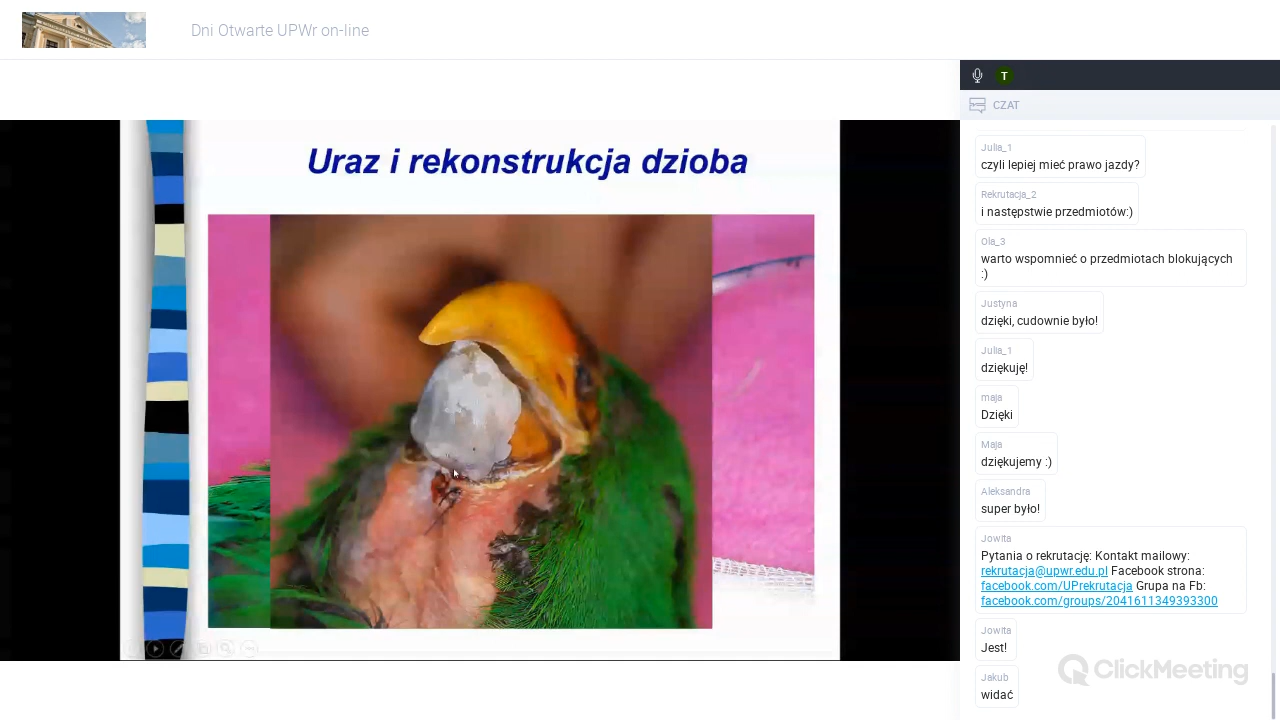 Dni Otwarte UPWr on-line
T
CZAT
Uraz i rekonstrukcja dzioba
Julia_1
czyli lepiej mieć prawo jazdy?
Rekrutacja_2
i następstwie przedmiotów:)
Ola_3
warto wspomnieć o przedmiotach blokujących
:)
Justyna
dzięki, cudownie było!
Julia_1
dziękuję!
maja
Dzięki
Maja
dziękujemy :)
Aleksandra
super było!
Jowita
Pytania o rekrutację: Kontakt mailowy:
rekrutacja@upwr.edu.pl Facebook strona:
facebook.com/UPrekrutacja Grupa na Fb:
facebook.com/groups/2041611349393300
Jowita
Jest!
Jakub
widać
ClickMeeting